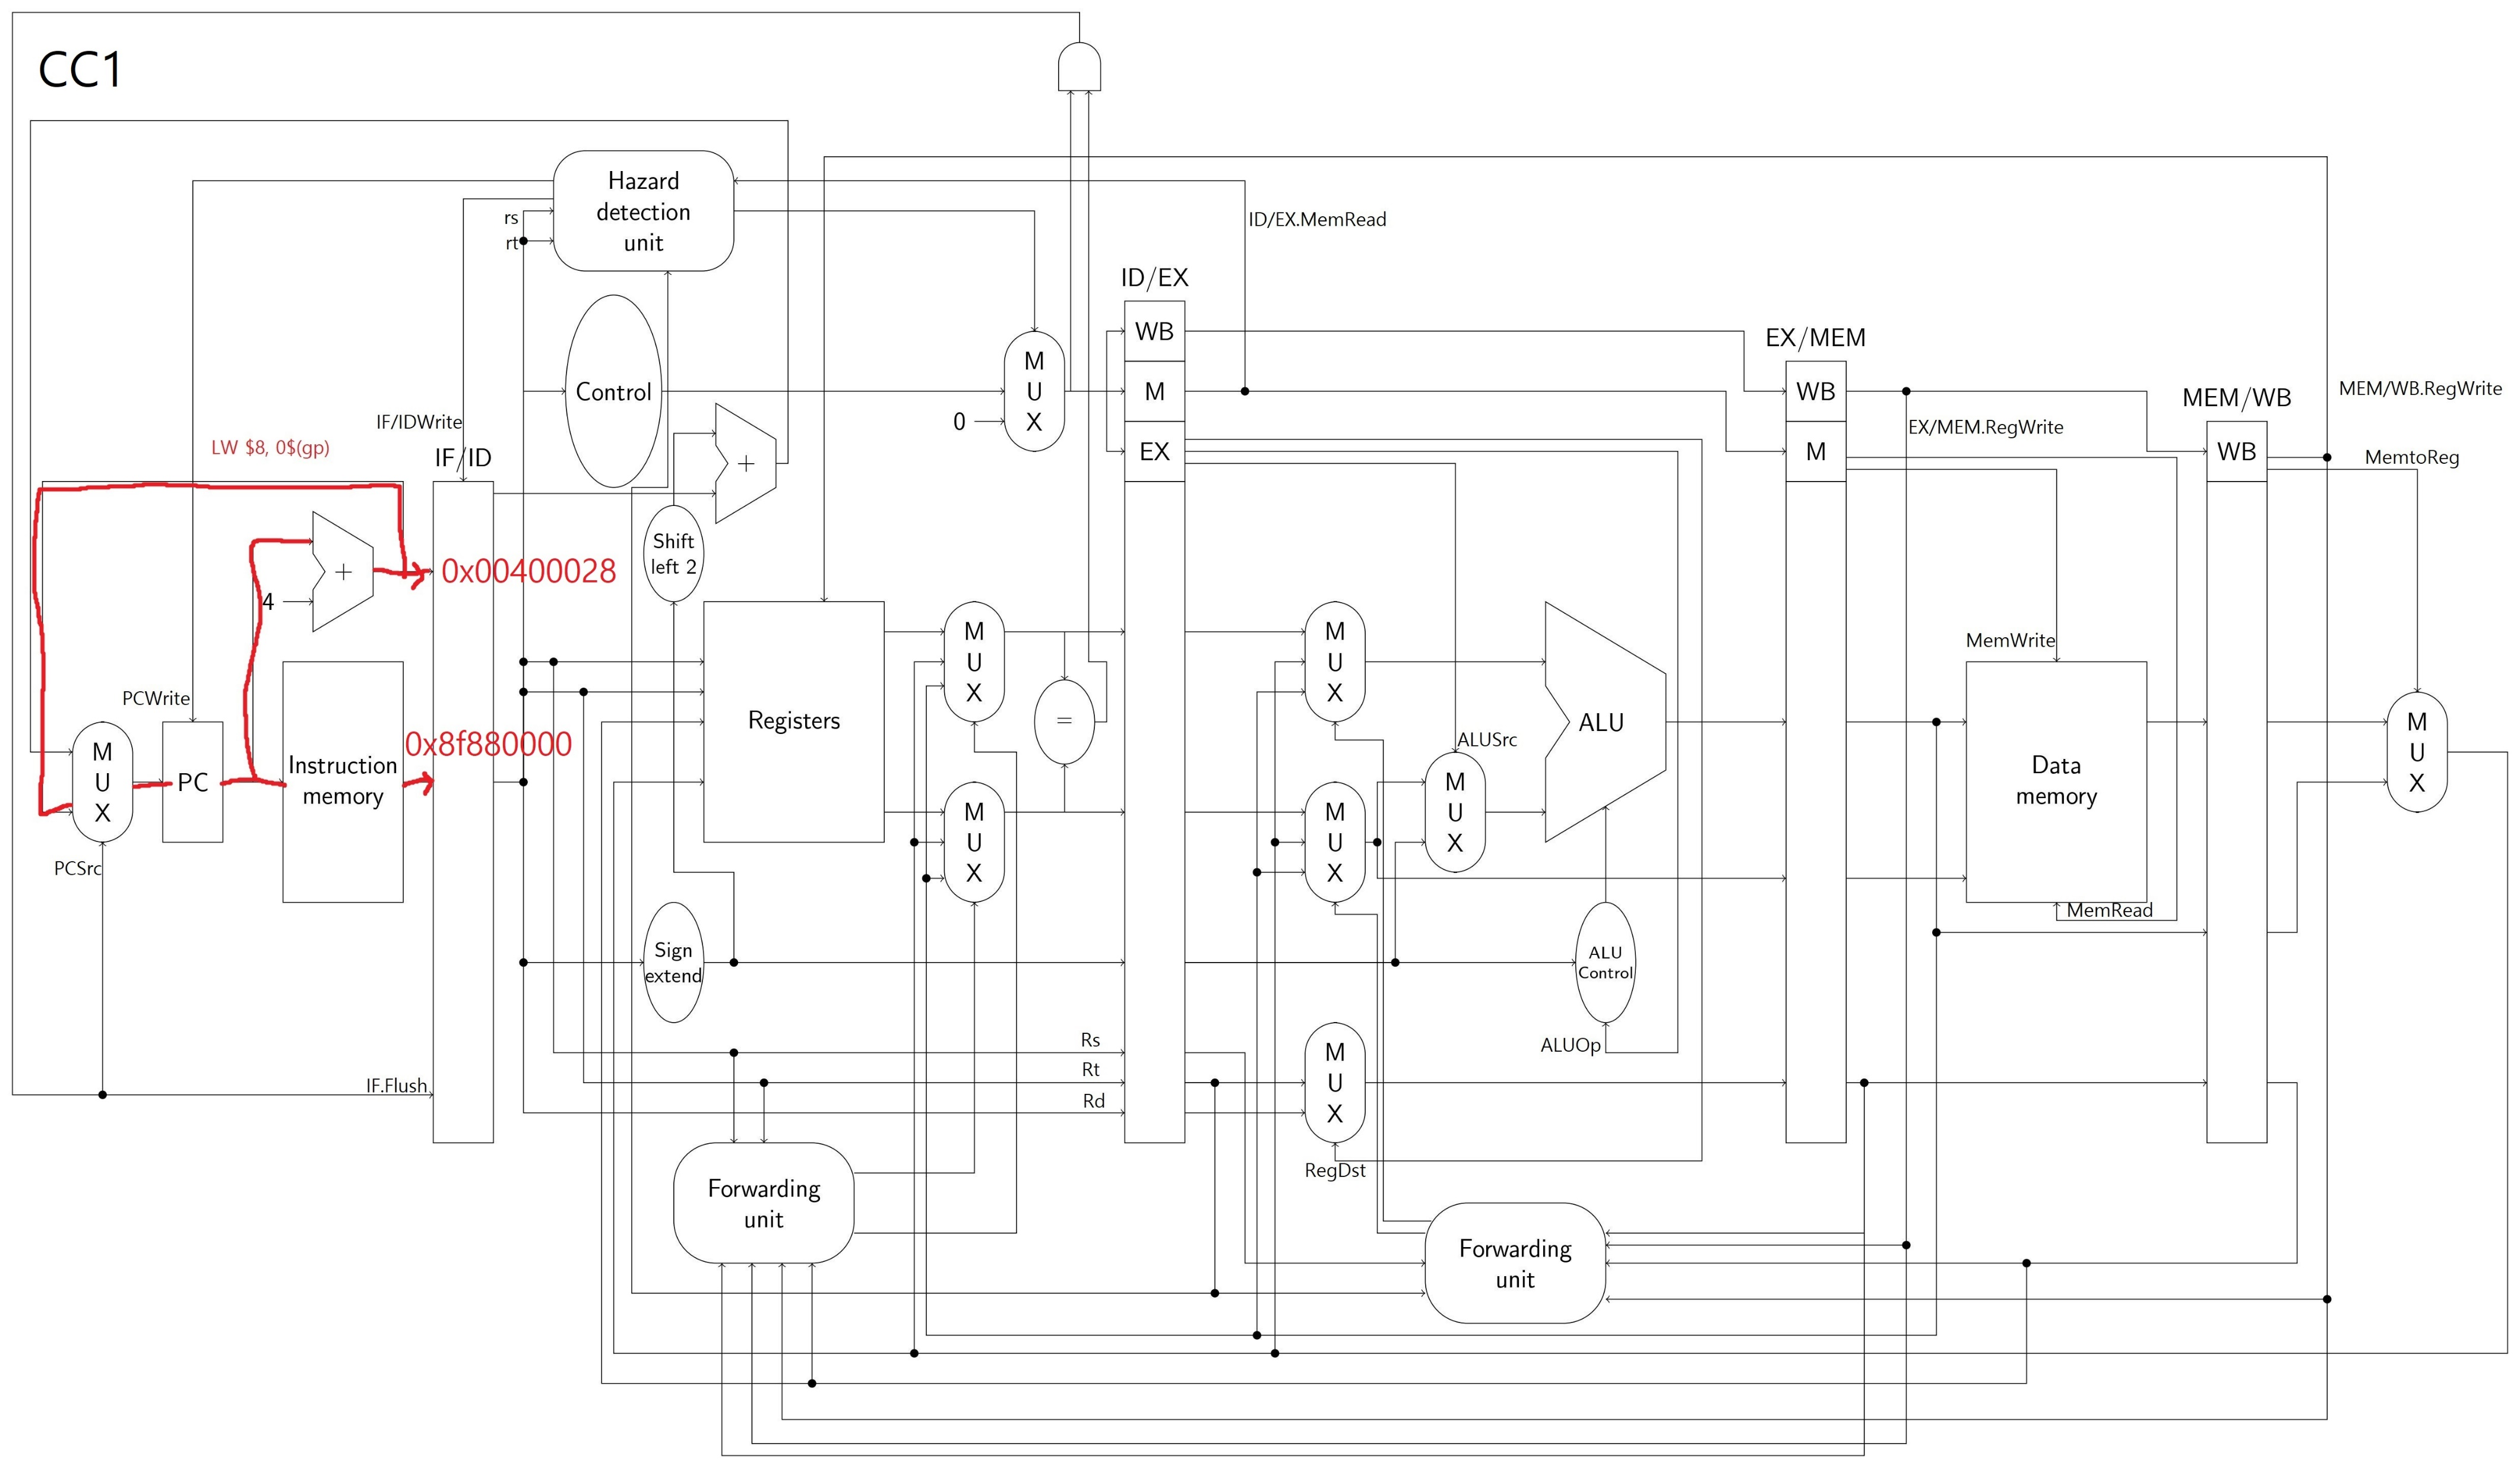 CC1
Hazard
detection
unit
rs
rt
ID/EX.MemRead
ID/EX
WB
M
EX
Control
M
U
X
0
IF/IDWrite
LW $8, 0$(gp)
IF/ID
+
EX/MEM
WB
M
EX/MEM.RegWrite
MEM/WB
WB
MEM/WB.RegWrite
MemtoReg
Shift
left 2
+
4
0x00400028
0x8f880000
PCWrite
M
U
X
PC
PCSrc
Instruction
memory
IF.Flush
Registers
M
U
X
=
M
U
X
Sign
extend
Rs
Rt
Rd
Forwarding
unit
M
U
X
M
U
X
ALUSrc
M
U
X
ALU
ALU
Control
ALUOp
M
U
X
RegDst
Forwarding
unit
MemWrite
Data
memory
MemRead
M
U
X